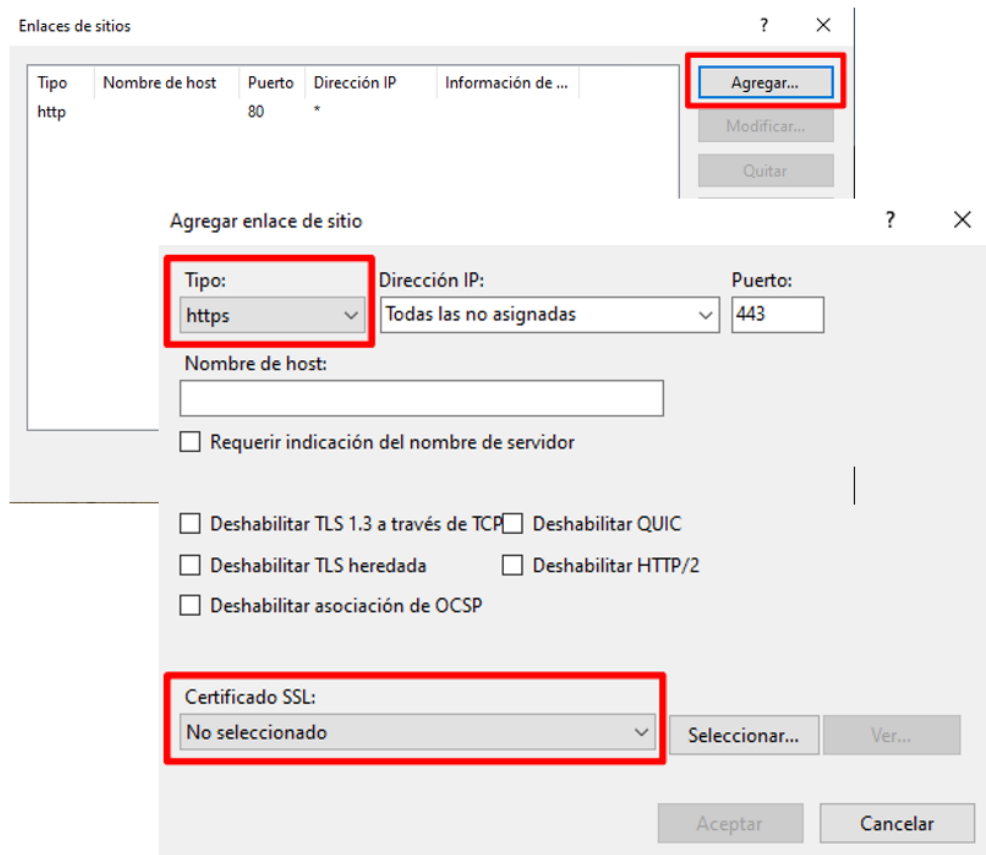 Enlaces de sitios ?
Tipo Nombre de host Puerto Dirección IP Información de ... Agregar...
http 80 * Modificar...
Quitar
Agregar enlace de sitio ?
Tipo: Dirección IP: Puerto:
https Todas las no asignadas 443
Nombre de host:
Requerir indicación del nombre de servidor
Deshabilitar TLS 1.3 a través de TCP Deshabilitar QUIC
Deshabilitar TLS heredada Deshabilitar HTTP/2
Deshabilitar asociación de OCSP
Certificado SSL:
No seleccionado Seleccionar... Ver...
Aceptar Cancelar